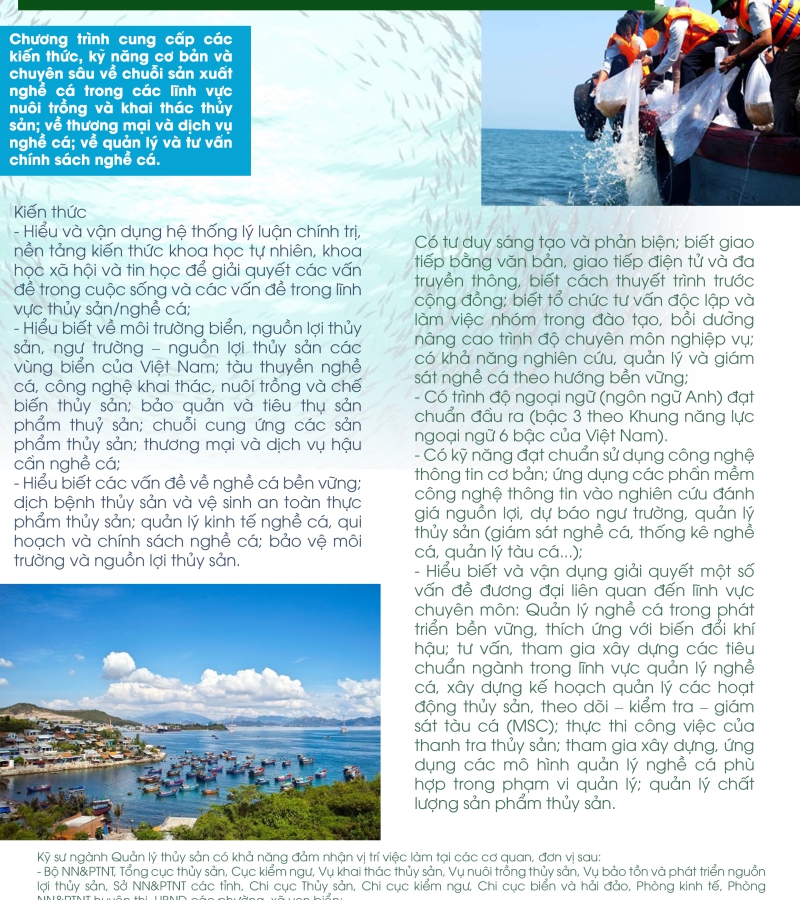 Chương trình cung cấp các
kiến thức, kỹ năng cơ bản và
chuyên sâu về chuỗi sản xuất
nghề cá trong các lĩnh vực
nuôi trồng và khai thác thủy
sản; về thương mại và dịch vụ
nghề cá; về quản lý và tư vấn
chính sách nghề cá.
Kiến thức
- Hiểu và vận dụng hệ thống lý luận chính trị,
nền tảng kiến thức khoa học tự nhiên, khoa
học xã hội và tin học để giải quyết các vấn
đề trong cuộc sống và các vấn đề trong lĩnh
vực thủy sản/nghề cá;
- Hiểu biết về môi trường biển, nguồn lợi thủy
sản, ngư trường – nguồn lợi thủy sản các
vùng biển của Việt Nam; tàu thuyền nghề
cá, công nghệ khai thác, nuôi trồng và chế
biến thủy sản; bảo quản và tiêu thụ sản
phẩm thuỷ sản; chuỗi cung ứng các sản
phẩm thủy sản; thương mại và dịch vụ hậu
cần nghề cá;
- Hiểu biết các vấn đề về nghề cá bền vững;
dịch bệnh thủy sản và vệ sinh an toàn thực
phẩm thủy sản; quản lý kinh tế nghề cá, qui
hoạch và chính sách nghề cá; bảo vệ môi
trường và nguồn lợi thủy sản.
Có tư duy sáng tạo và phản biện; biết giao
tiếp bằng văn bản, giao tiếp điện tử và đa
truyền thông, biết cách thuyết trình trước
cộng đồng; biết tổ chức tư vấn độc lập và
làm việc nhóm trong đào tạo, bồi dưỡng
nâng cao trình độ chuyên môn nghiệp vụ;
có khả năng nghiên cứu, quản lý và giám
sát nghề cá theo hướng bền vững;
- Có trình độ ngoại ngữ (ngôn ngữ Anh) đạt
chuẩn đầu ra (bậc 3 theo Khung năng lực
ngoại ngữ 6 bậc của Việt Nam).
- Có kỹ năng đạt chuẩn sử dụng công nghệ
thông tin cơ bản; ứng dụng các phần mềm
công nghệ thông tin vào nghiên cứu đánh
giá nguồn lợi, dự báo ngư trường, quản lý
thủy sản (giám sát nghề cá, thống kê nghề
cá, quản lý tàu cá...);
- Hiểu biết và vận dụng giải quyết một số
vấn đề đương đại liên quan đến lĩnh vực
chuyên môn: Quản lý nghề cá trong phát
triển bền vững, thích ứng với biến đổi khí
hậu; tư vấn, tham gia xây dựng các tiêu
chuẩn ngành trong lĩnh vực quản lý nghề
cá, xây dựng kế hoạch quản lý các hoạt
động thủy sản, theo dõi – kiểm tra – giám
sát tàu cá (MSC); thực thi công việc của
thanh tra thủy sản; tham gia xây dựng, ứng
dụng các mô hình quản lý nghề cá phù
hợp trong phạm vi quản lý; quản lý chất
lượng sản phẩm thủy sản.
Kỹ sư ngành Quản lý thủy sản có khả năng đảm nhận vị trí việc làm tại các cơ quan, đơn vị sau:
- Bộ NN&PTNT, Tổng cục thủy sản, Cục kiểm ngư, Vụ khai thác thủy sản, Vụ nuôi trồng thủy sản, Vụ bảo tồn và phát triển nguồn
lợi thủy sản, Sở NN&PTNT các tỉnh, Chi cục Thủy sản, Chi cục kiểm ngư, Chi cục biển và hải đảo, Phòng kinh tế, Phòng
NN&PTNT huyện thị, UBND các phường, xã ven biển;